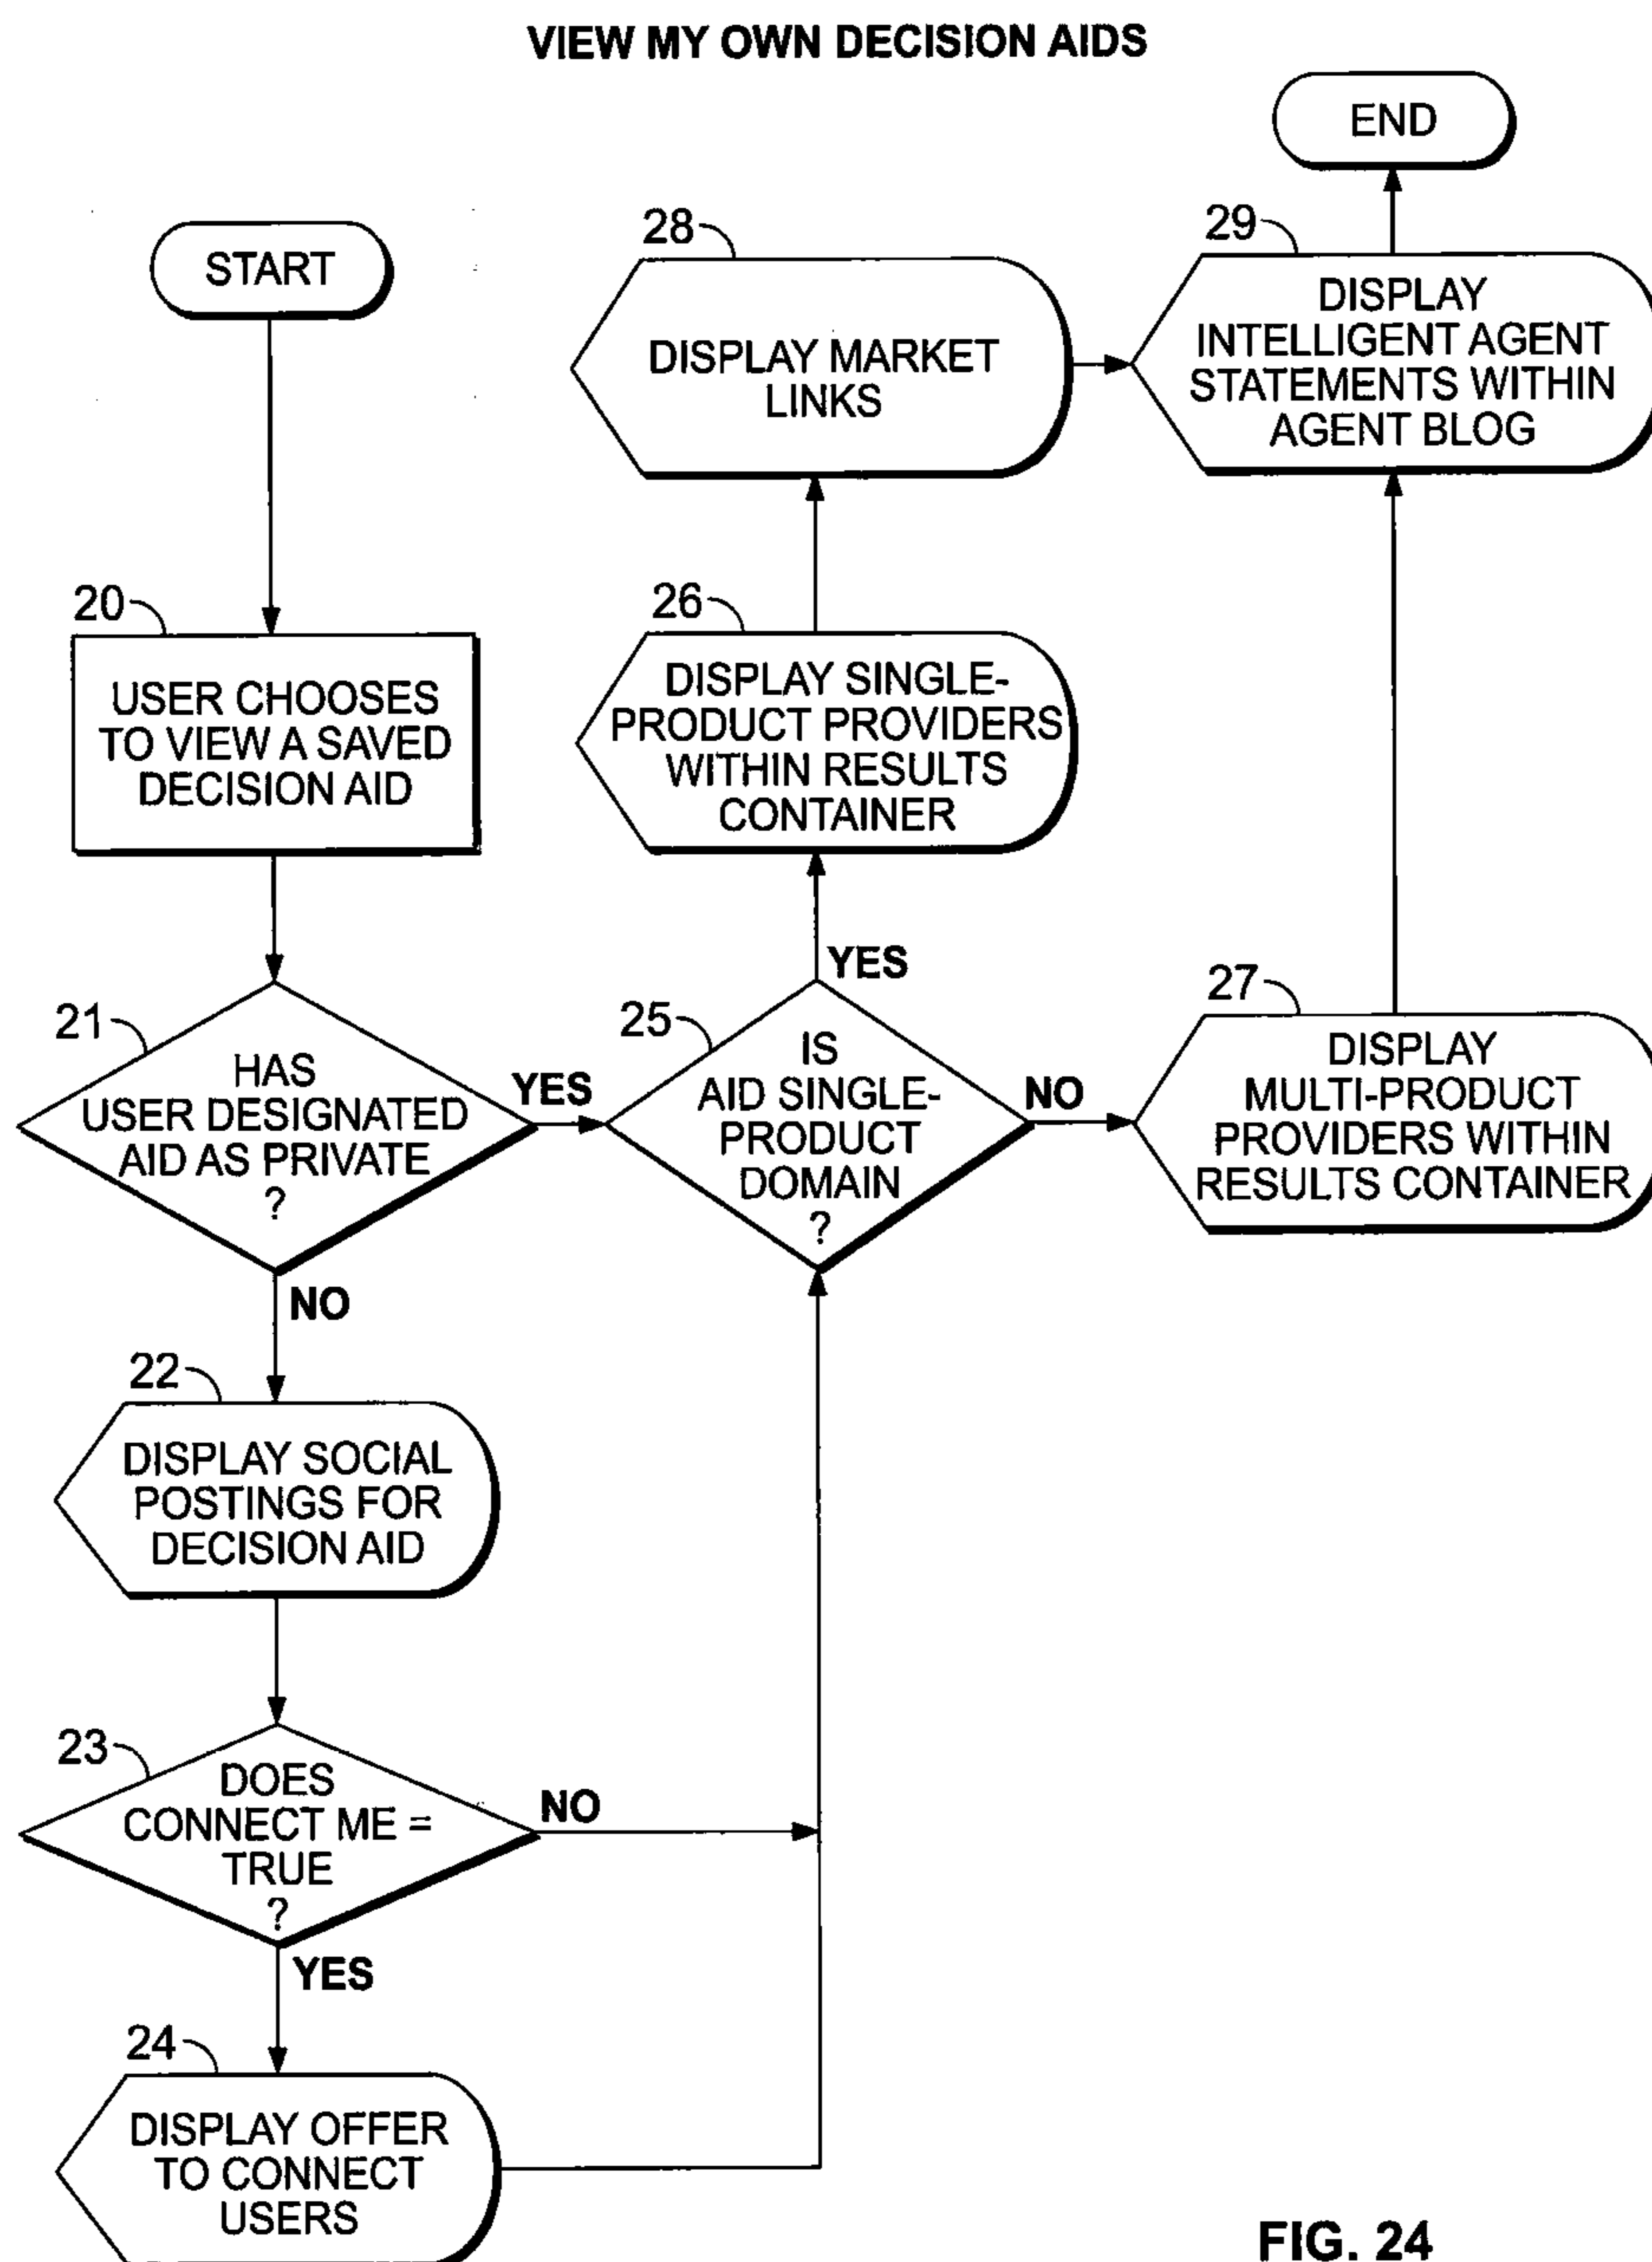 VIEW MY OWN DECISION AIDS
START
20
USER CHOOSES
TO VIEW A SAVED
DECISION AID
21
HAS
USER DESIGNATED
AID AS PRIVATE
?
YES
NO
22
DISPLAY SOCIAL
POSTINGS FOR
DECISION AID
23
DOES
CONNECT ME =
TRUE
?
NO
YES
24
DISPLAY OFFER
TO CONNECT
USERS
25
IS
AID SINGLE-
PRODUCT
DOMAIN
?
YES
NO
26
DISPLAY SINGLE-
PRODUCT PROVIDERS
WITHIN RESULTS
CONTAINER
28
DISPLAY MARKET
LINKS
27
DISPLAY
MULTI-PRODUCT
PROVIDERS WITHIN
RESULTS CONTAINER
29
DISPLAY
INTELLIGENT AGENT
STATEMENTS WITHIN
AGENT BLOG
END
FIG. 24